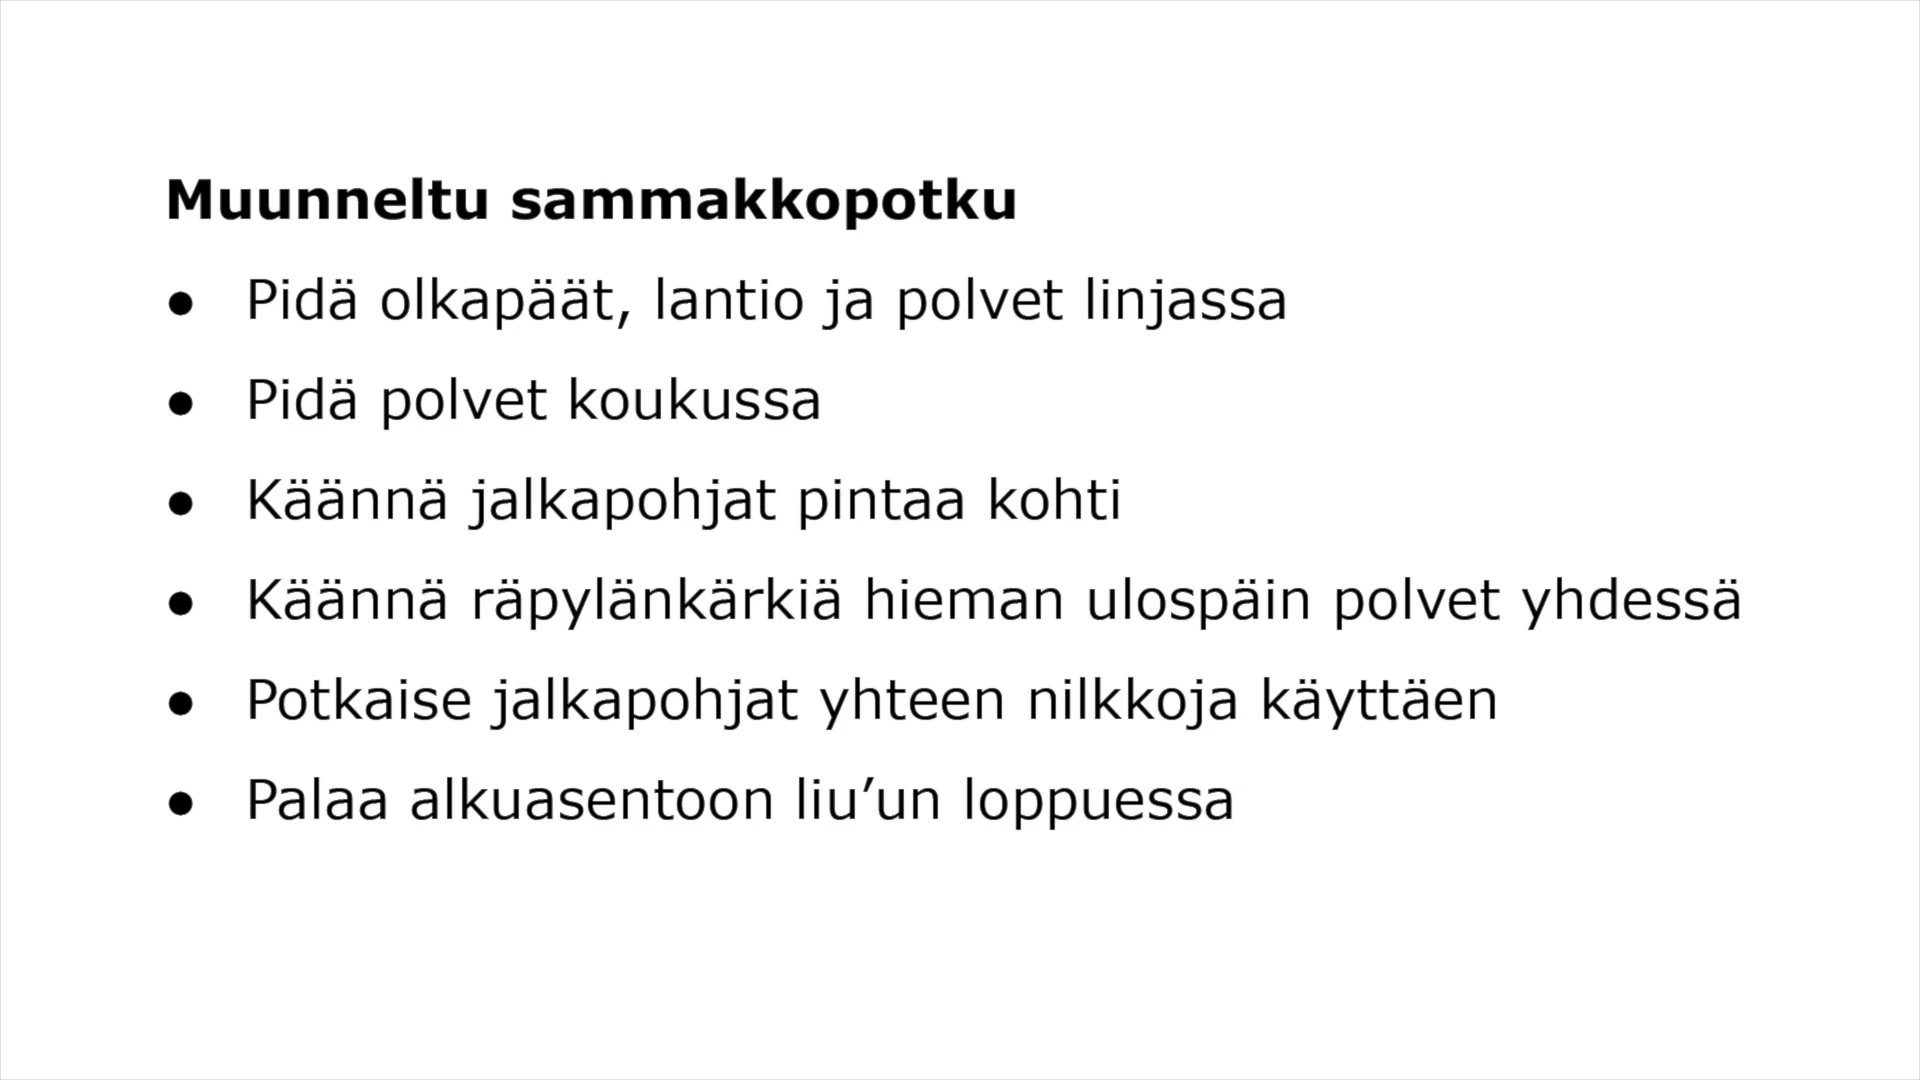 Muunneltu sammakkopotku
● Pidä olkapäät, lantio ja polvet linjassa
● Pidä polvet koukussa
● Käännä jalkapohjat pintaa kohti
● Käännä räpylänkärkiä hieman ulospäin polvet yhdessä
● Potkaise jalkapohjat yhteen nilkkoja käyttäen
● Palaa alkuasentoon liu’un loppuessa